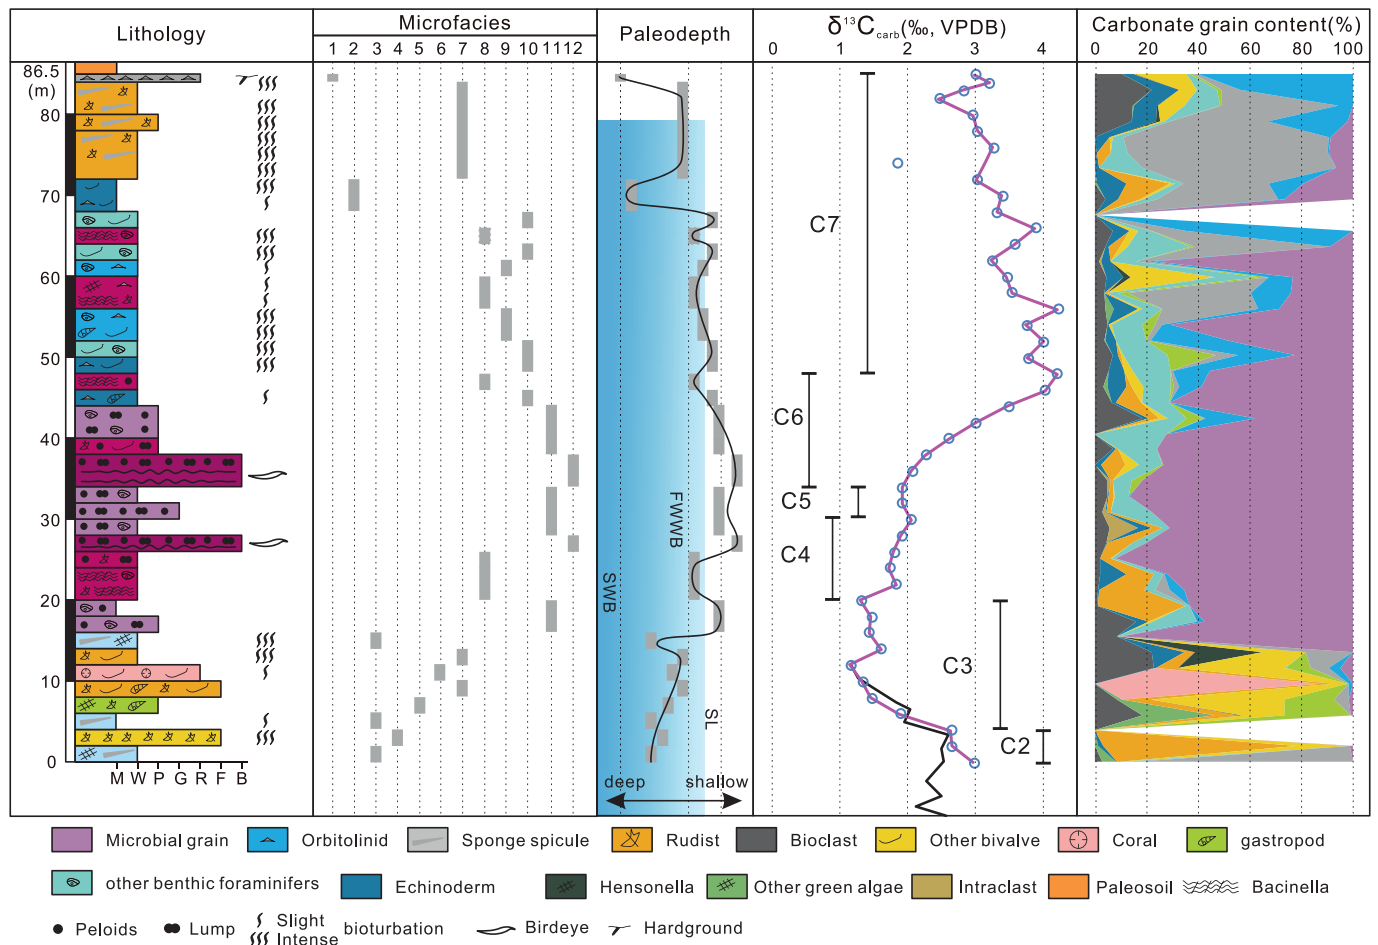 Lithology
Microfacies
Paleodepth
δ¹³Ccarb(‰, VPDB)
Carbonate grain content(%)
1 2 3 4 5 6 7 8 9 10 11 12
0 1 2 3 4
0 20 40 60 80 100
86.5
(m)
80
70
60
50
40
30
20
10
0
M W P G R F B
SWB
FWWB
SL
deep shallow
C7
C6
C5
C4
C3
C2
Microbial grain Orbitolinid Sponge spicule Rudist Bioclast Other bivalve Coral gastropod
other benthic foraminifers Echinoderm Hensonella Other green algae Intraclast Paleosoil Bacinella
Peloids Lump Slight bioturbation Birdeye Hardground
Intense